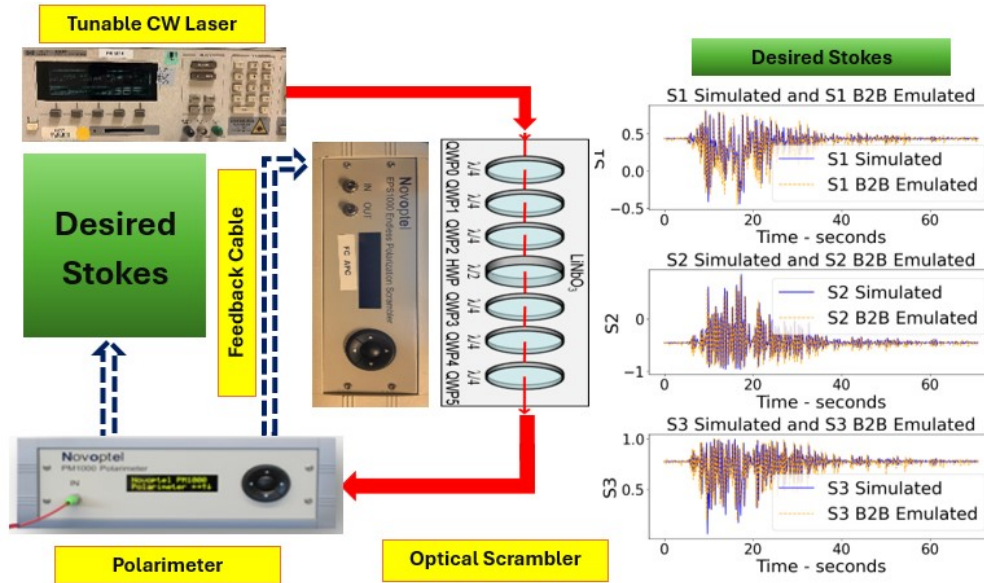 Tunable CW Laser
Desired
Stokes
Feedback Cable
Novoptel
EPS1000 Endless Polarization Scrambler
IN
OUT
FC APC
QWP0 QWP1 QWP2 HWP QWP3 QWP4 QWP5
λ/4
λ/4
λ/4
λ/2
λ/4
λ/4
λ/4
LiNbO3
Novoptel
PM1000 Polarimeter
IN
Novoptel PM1000
Polarimeter
Polarimeter
Optical Scrambler
Desired Stokes
S1 Simulated and S1 B2B Emulated
0.5
0.0
−0.5
S1 Simulated
S1 B2B Emulated
0 20 40 60
Time - seconds
S2 Simulated and S2 B2B Emulated
S2
0
−1
S2 Simulated
S2 B2B Emulated
0 20 40 60
Time - seconds
S3 Simulated and S3 B2B Emulated
S3
1.0
0.5
S3 Simulated
S3 B2B Emulated
0 20 40 60
Time - seconds